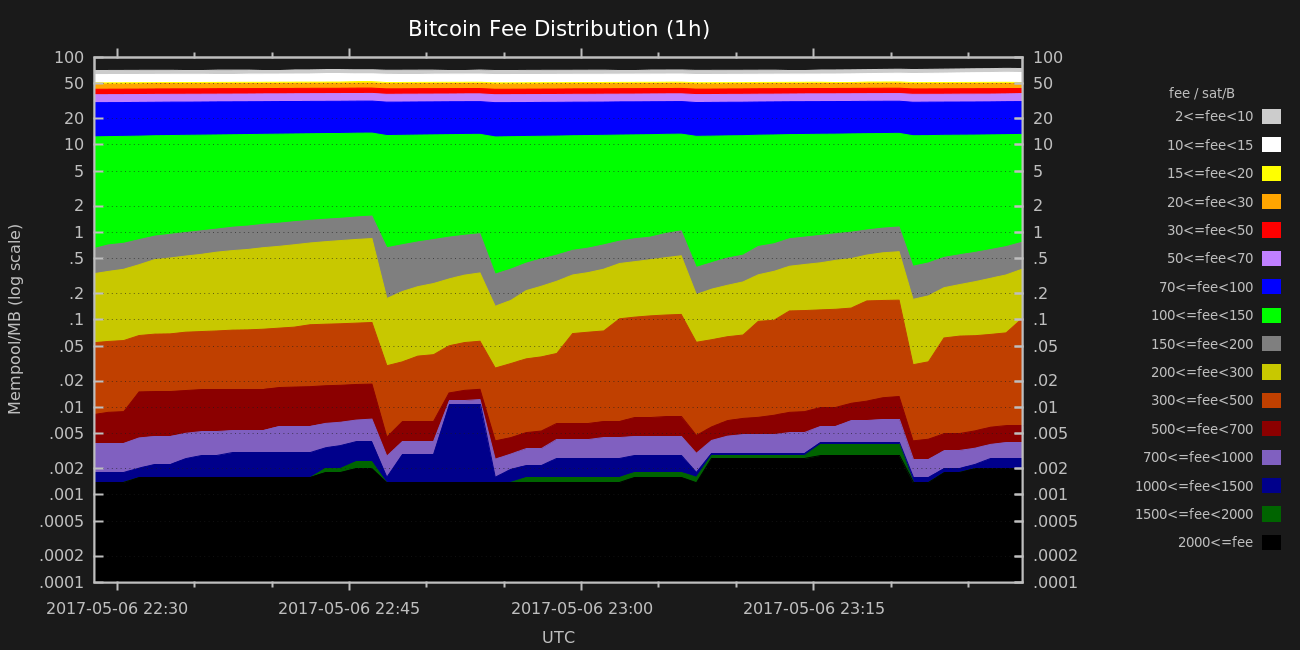 Bitcoin Fee Distribution (1h)
Mempool/MB (log scale)
100
50
20
10
5
2
1
.5
.2
.1
.05
.02
.01
.005
.002
.001
.0005
.0002
.0001
100
50
20
10
5
2
1
.5
.2
.1
.05
.02
.01
.005
.002
.001
.0005
.0002
.0001
2017-05-06 22:30 2017-05-06 22:45 2017-05-06 23:00 2017-05-06 23:15
UTC
fee / sat/B
2<=fee<10
10<=fee<15
15<=fee<20
20<=fee<30
30<=fee<50
50<=fee<70
70<=fee<100
100<=fee<150
150<=fee<200
200<=fee<300
300<=fee<500
500<=fee<700
700<=fee<1000
1000<=fee<1500
1500<=fee<2000
2000<=fee